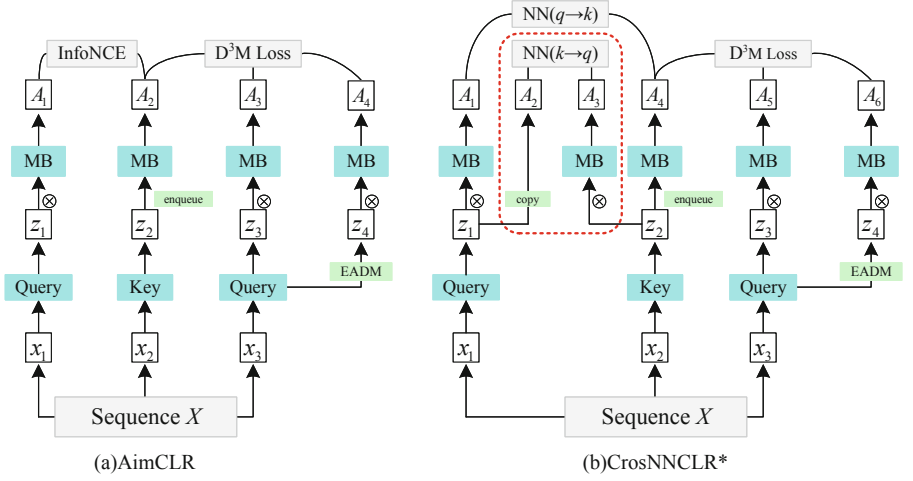 NN(q→k)
InfoNCE D³M Loss NN(k→q) D³M Loss
A₁ A₂ A₃ A₄ A₁ A₂ A₃ A₄ A₅ A₆
MB MB MB MB MB MB MB MB MB
⊗ enqueue ⊗ ⊗ ⊗ copy ⊗ enqueue ⊗ ⊗
z₁ z₂ z₃ z₄ z₁ z₂ z₃ z₄
EADM EADM
Query Key Query Query Key Query
x₁ x₂ x₃ x₁ x₂ x₃
Sequence X Sequence X
(a)AimCLR (b)CrosNNCLR*